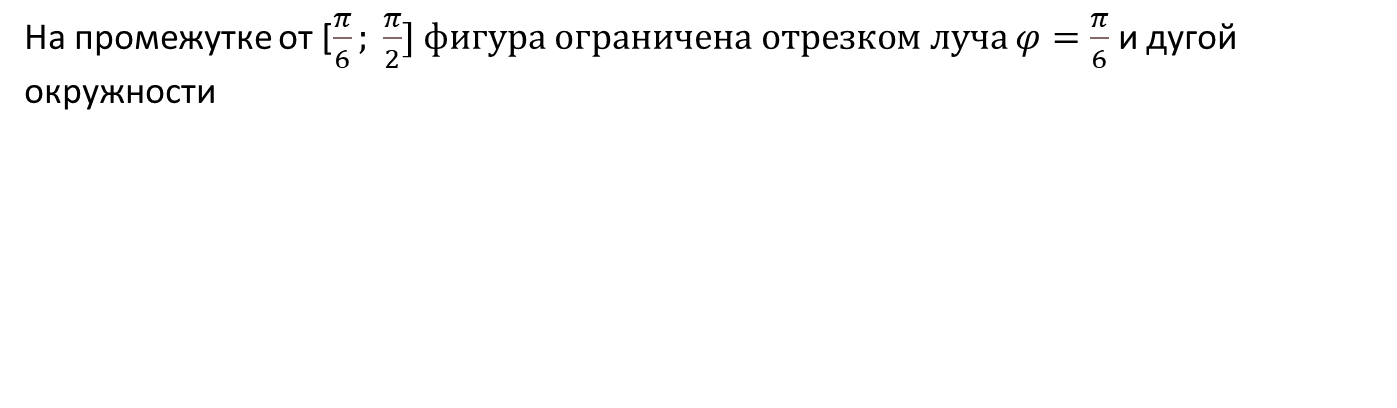 На промежутке от [π/6; π/2] фигура ограничена отрезком луча φ = π/6 и дугой
окружности